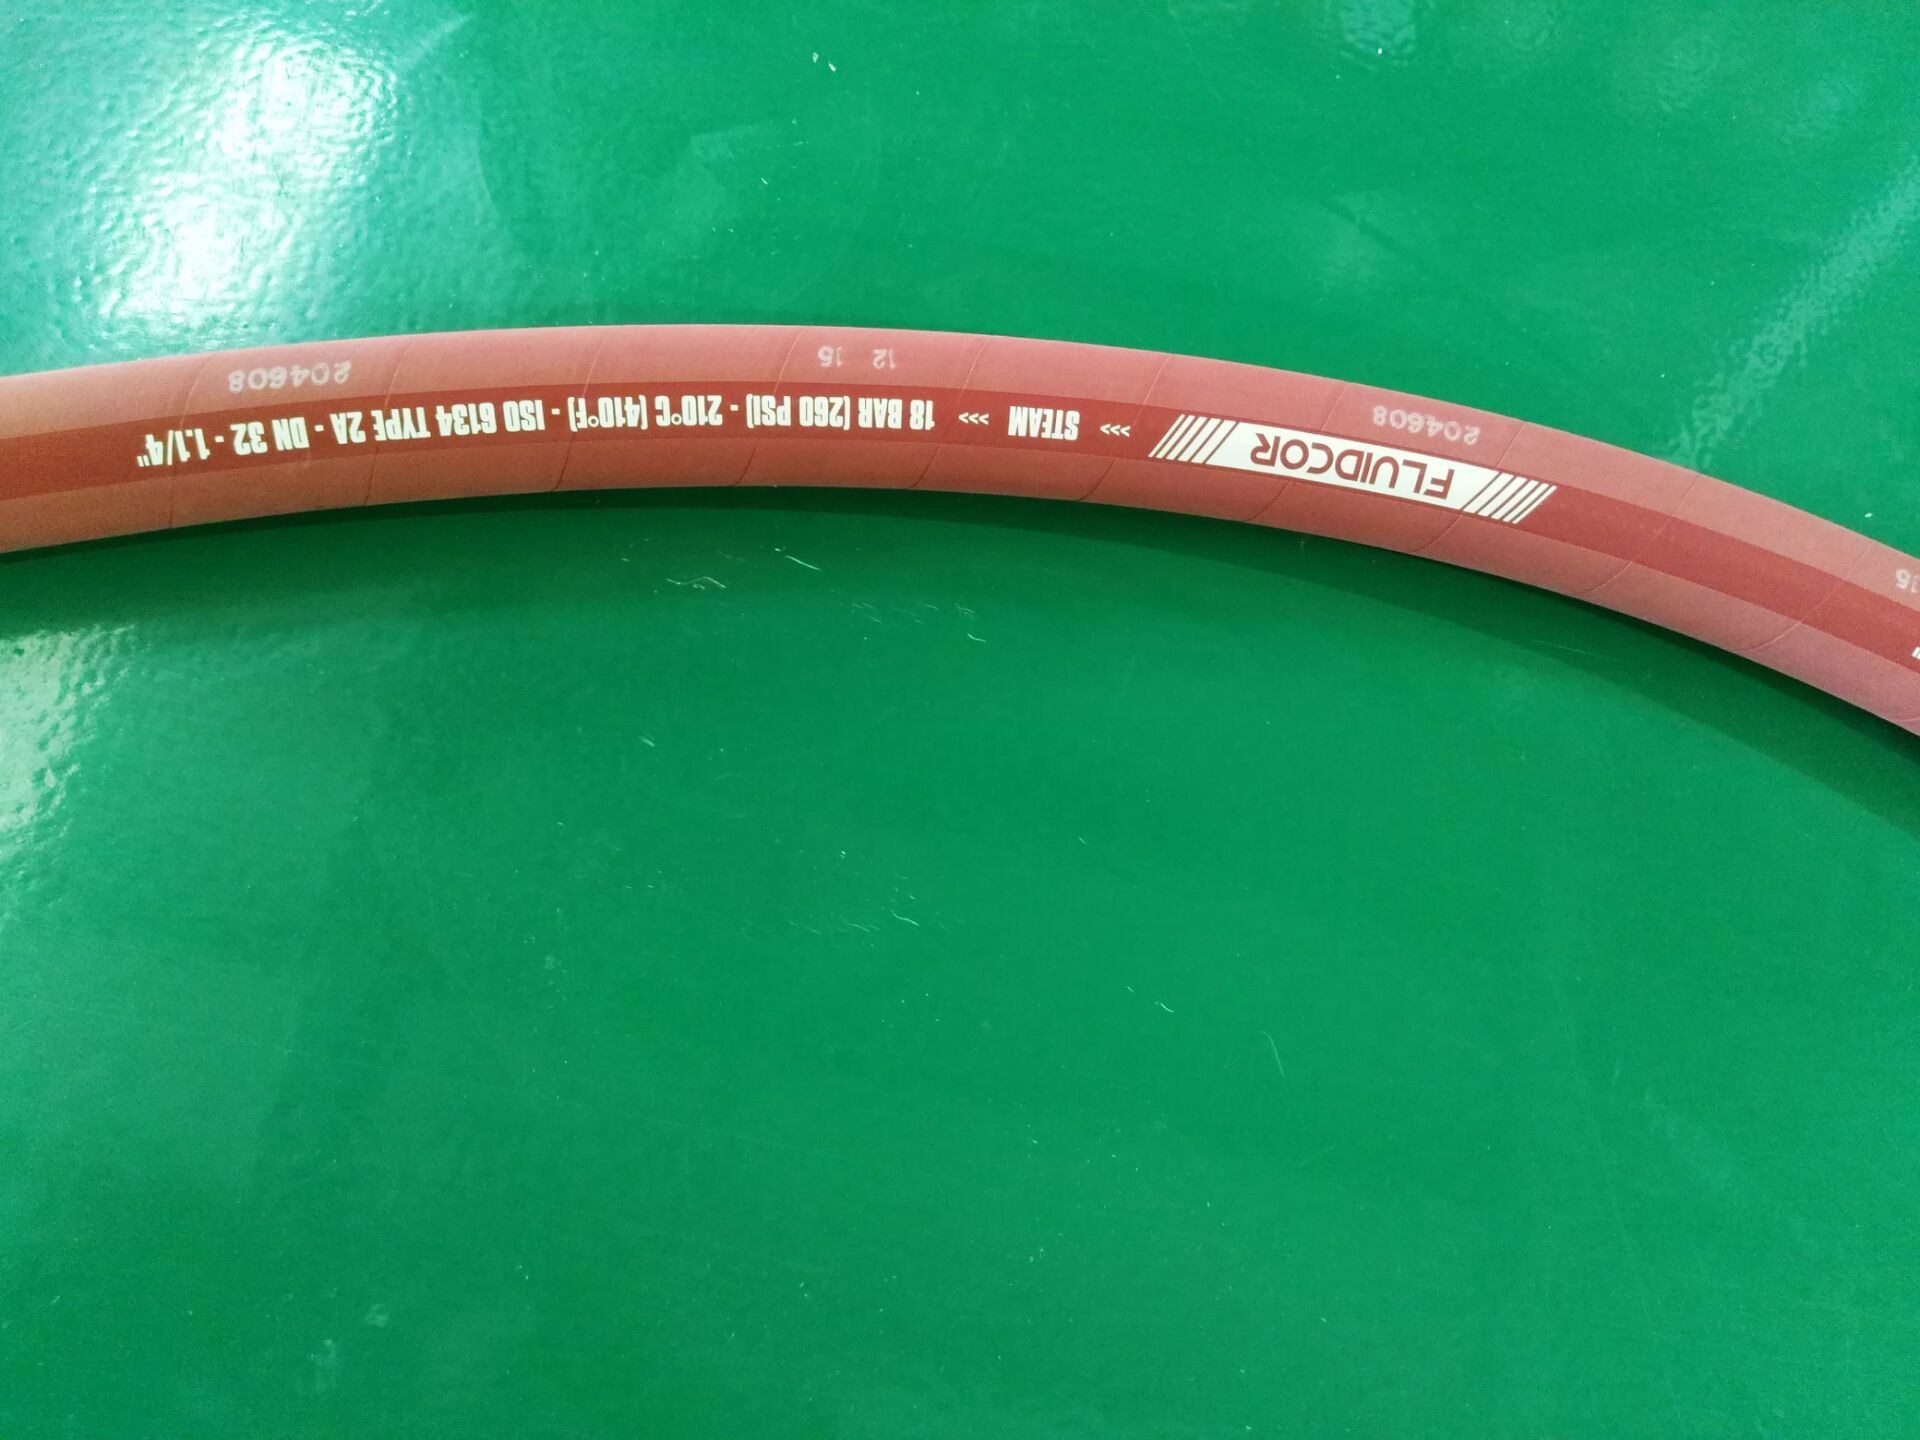 FLUIDCOR >>> STEAM >>> 18 BAR (260 PSI) - 210°C (410°F) - ISO 6134 TYPE 2A - DN 32 - 1.1/4"
204608 12 15 204608
15
"